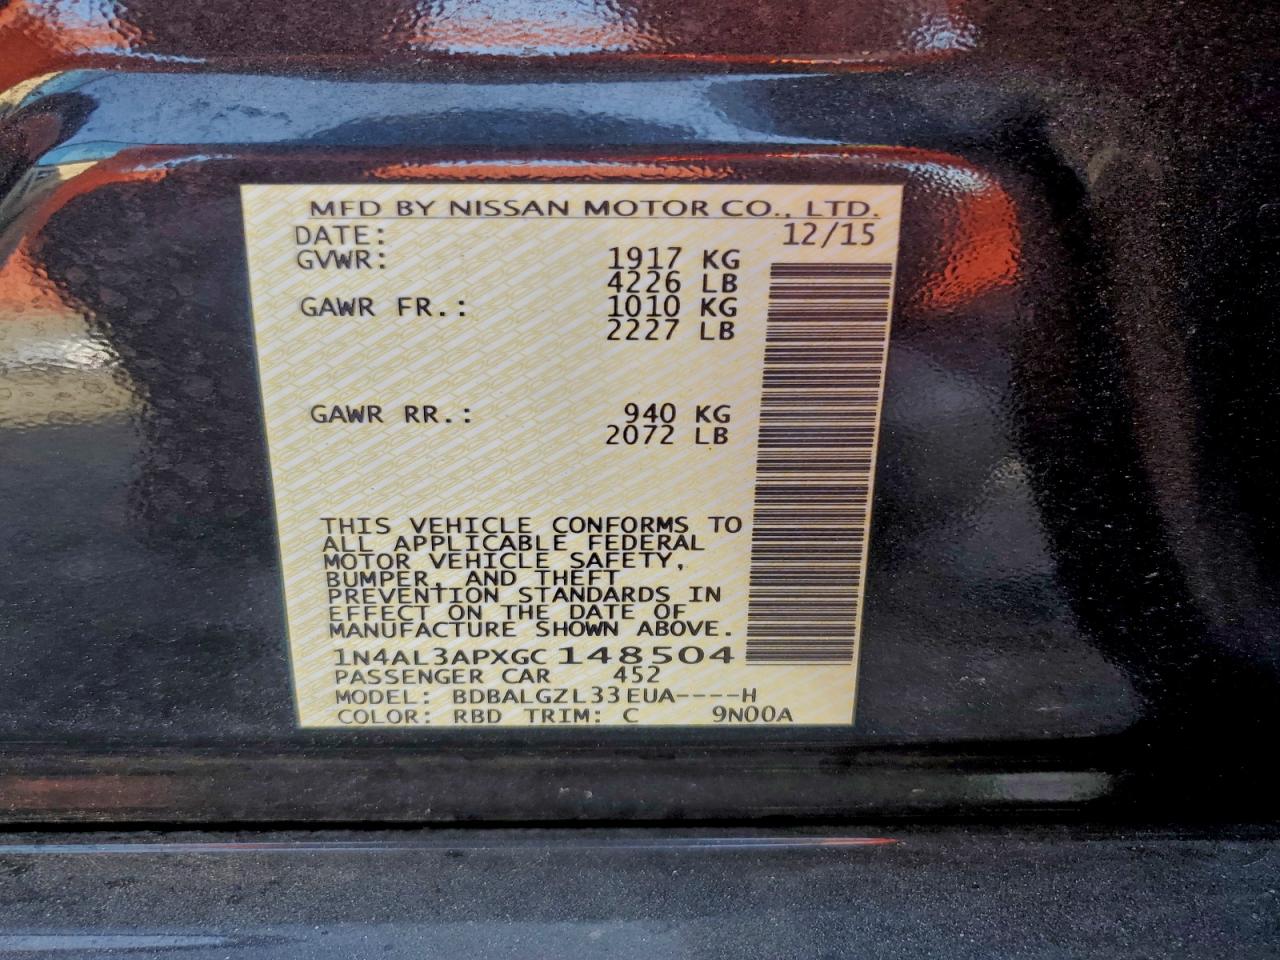 MFD BY NISSAN MOTOR CO., LTD.
DATE: 12/15
GVWR: 1917 KG
4226 LB
GAWR FR.: 1010 KG
2227 LB
GAWR RR.: 940 KG
2072 LB
THIS VEHICLE CONFORMS TO
ALL APPLICABLE FEDERAL
MOTOR VEHICLE SAFETY,
BUMPER, AND THEFT
PREVENTION STANDARDS IN
EFFECT ON THE DATE OF
MANUFACTURE SHOWN ABOVE.
1N4AL3APXGC148504
PASSENGER CAR 452
MODEL: BDBALGZL33EUA----H
COLOR: RBD TRIM: C 9N00A